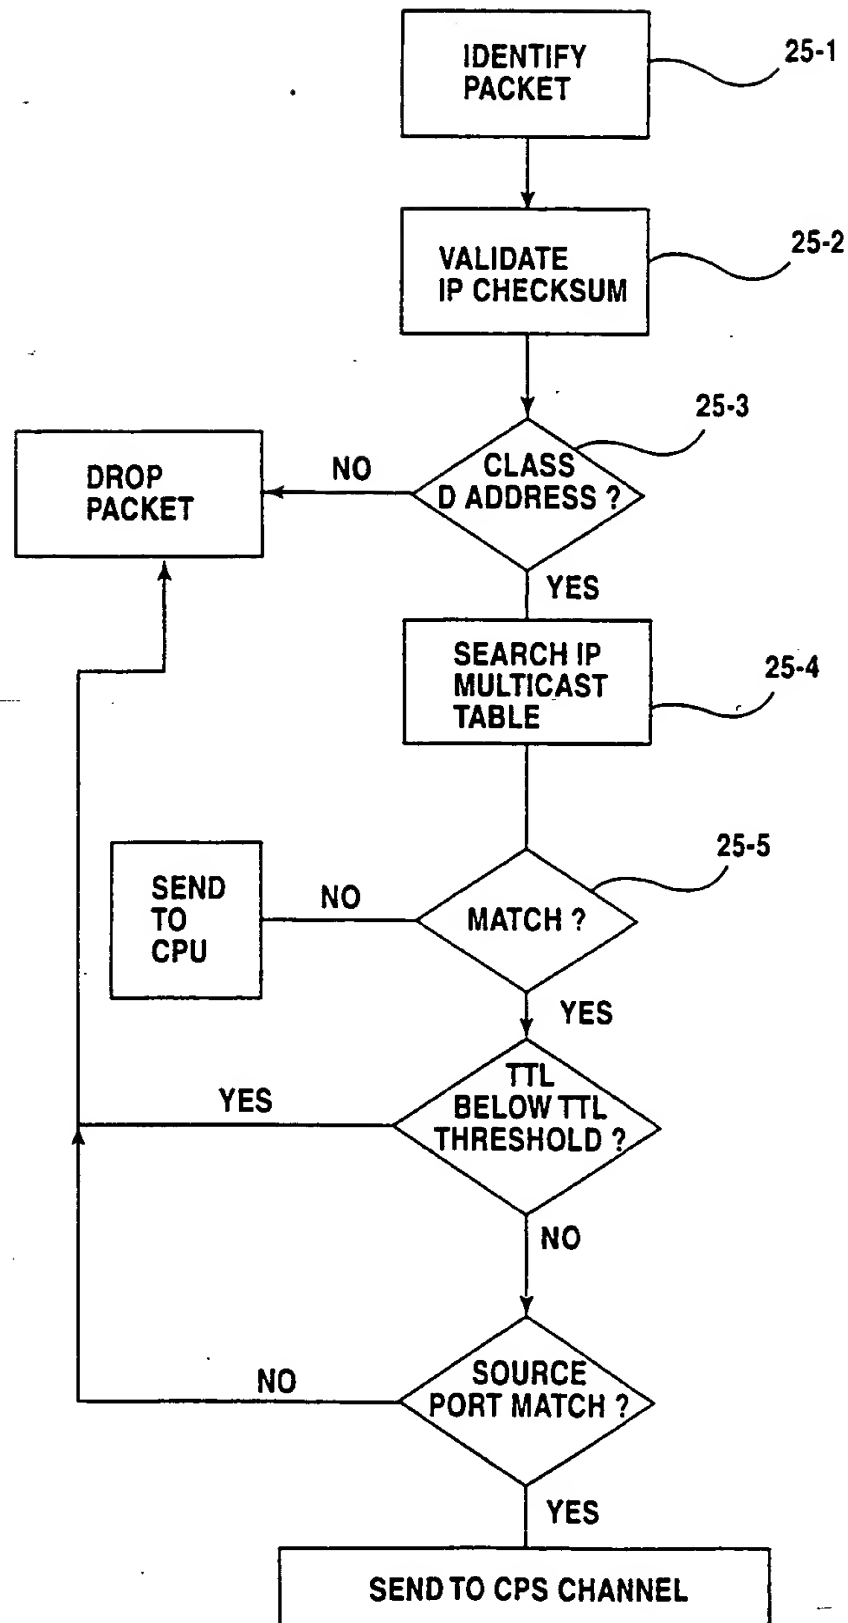 IDENTIFY
PACKET
25-1
VALIDATE
IP CHECKSUM
25-2
25-3
CLASS
D ADDRESS ?
NO
DROP
PACKET
YES
SEARCH IP
MULTICAST
TABLE
25-4
25-5
MATCH ?
NO
SEND
TO
CPU
YES
TTL
BELOW TTL
THRESHOLD ?
YES
NO
SOURCE
PORT MATCH ?
NO
YES
SEND TO CPS CHANNEL